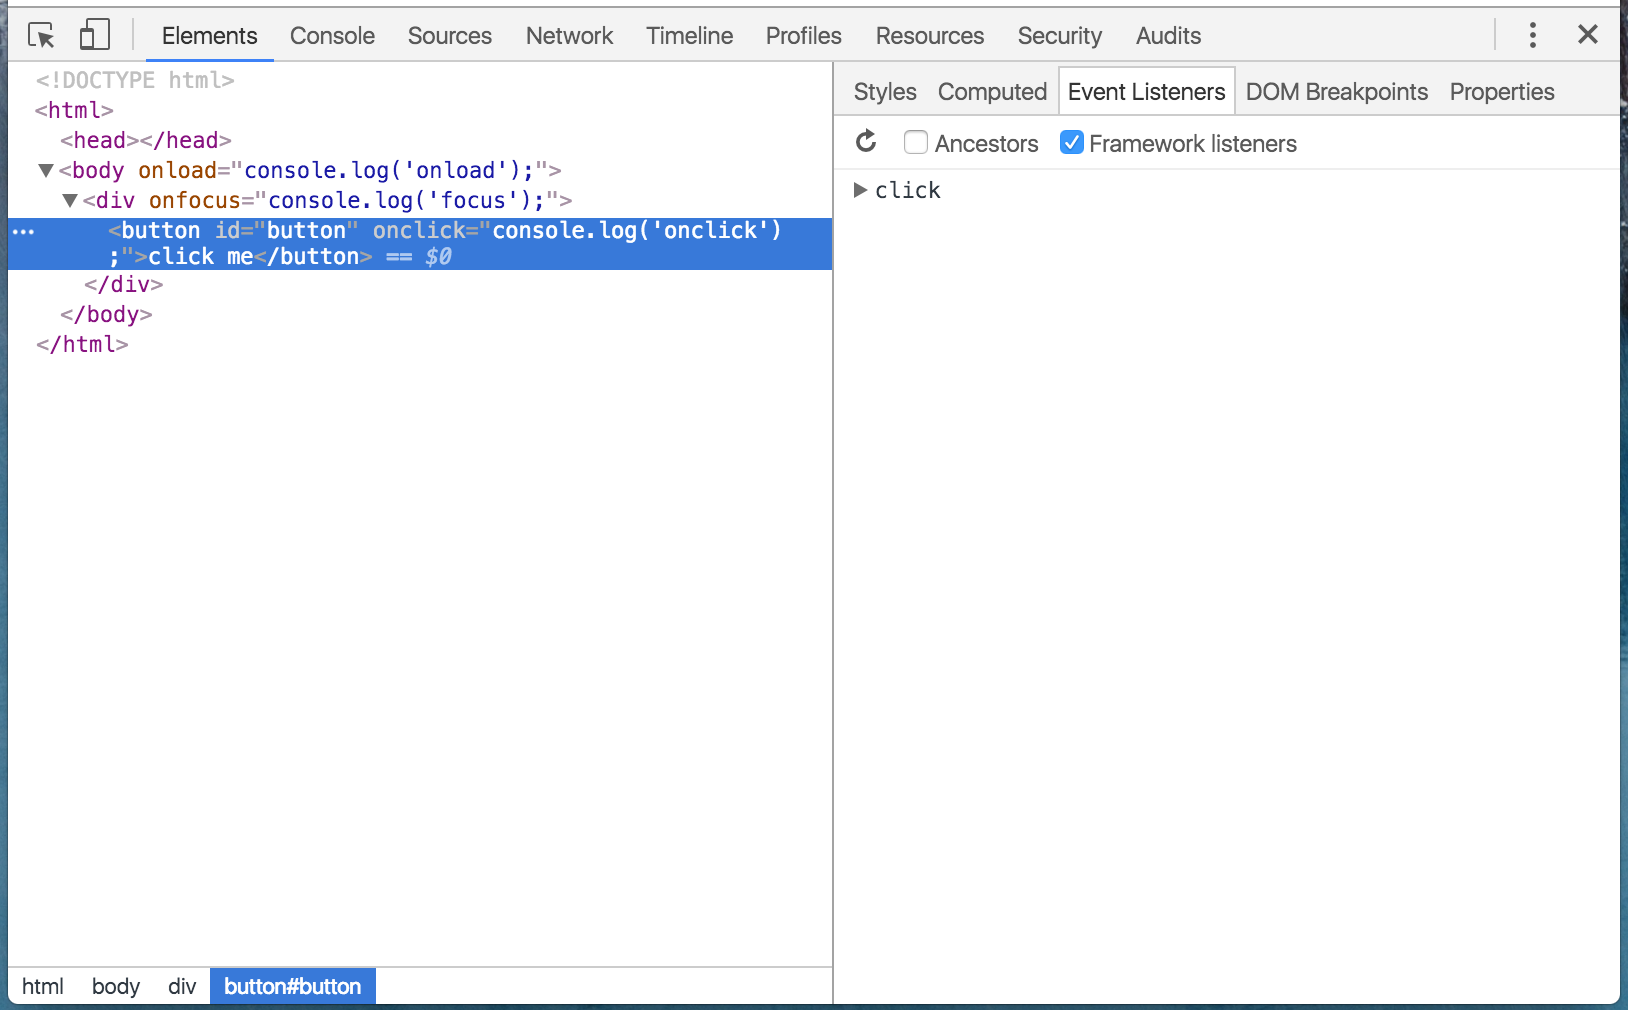 Elements Console Sources Network Timeline Profiles Resources Security Audits
<!DOCTYPE html>
<html>
<head></head>
<body onload="console.log('onload');">
<div onfocus="console.log('focus');">
<button id="button" onclick="console.log('onclick')
;">click me</button> == $0
</div>
</body>
</html>
html body div button#button
Styles Computed Event Listeners DOM Breakpoints Properties
Ancestors Framework listeners
click